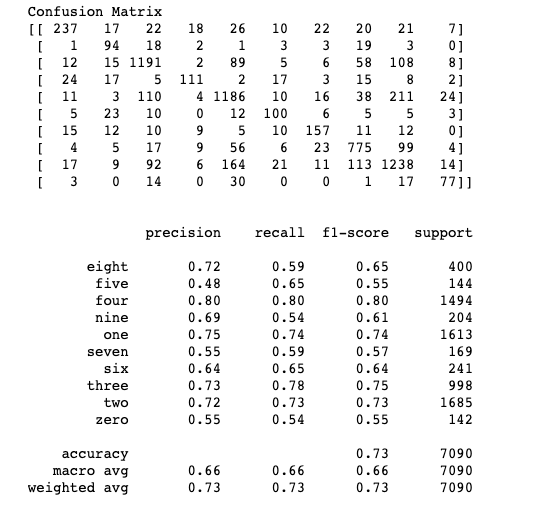 Confusion Matrix
[[ 237 17 22 18 26 10 22 20 21 7]
[ 1 94 18 2 1 3 3 19 3 0]
[ 12 15 1191 2 89 5 6 58 108 8]
[ 24 17 5 111 2 17 3 15 8 2]
[ 11 3 110 4 1186 10 16 38 211 24]
[ 5 23 10 0 12 100 6 5 5 3]
[ 15 12 10 9 5 10 157 11 12 0]
[ 4 5 17 9 56 6 23 775 99 4]
[ 17 9 92 6 164 21 11 113 1238 14]
[ 3 0 14 0 30 0 0 1 17 77]]
precision recall f1-score support
eight 0.72 0.59 0.65 400
five 0.48 0.65 0.55 144
four 0.80 0.80 0.80 1494
nine 0.69 0.54 0.61 204
one 0.75 0.74 0.74 1613
seven 0.55 0.59 0.57 169
six 0.64 0.65 0.64 241
three 0.73 0.78 0.75 998
two 0.72 0.73 0.73 1685
zero 0.55 0.54 0.55 142
accuracy 0.73 7090
macro avg 0.66 0.66 0.66 7090
weighted avg 0.73 0.73 0.73 7090